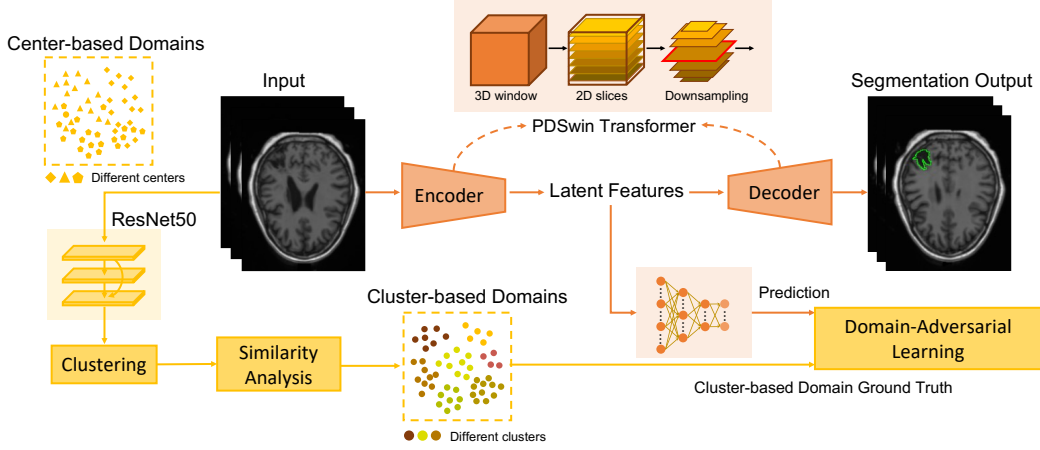 Center-based Domains
Different centers
Input
3D window
2D slices
Downsampling
PDSwin Transformer
Segmentation Output
Encoder
Latent Features
Decoder
ResNet50
Clustering
Similarity
Analysis
Cluster-based Domains
Different clusters
Prediction
Domain-Adversarial
Learning
Cluster-based Domain Ground Truth